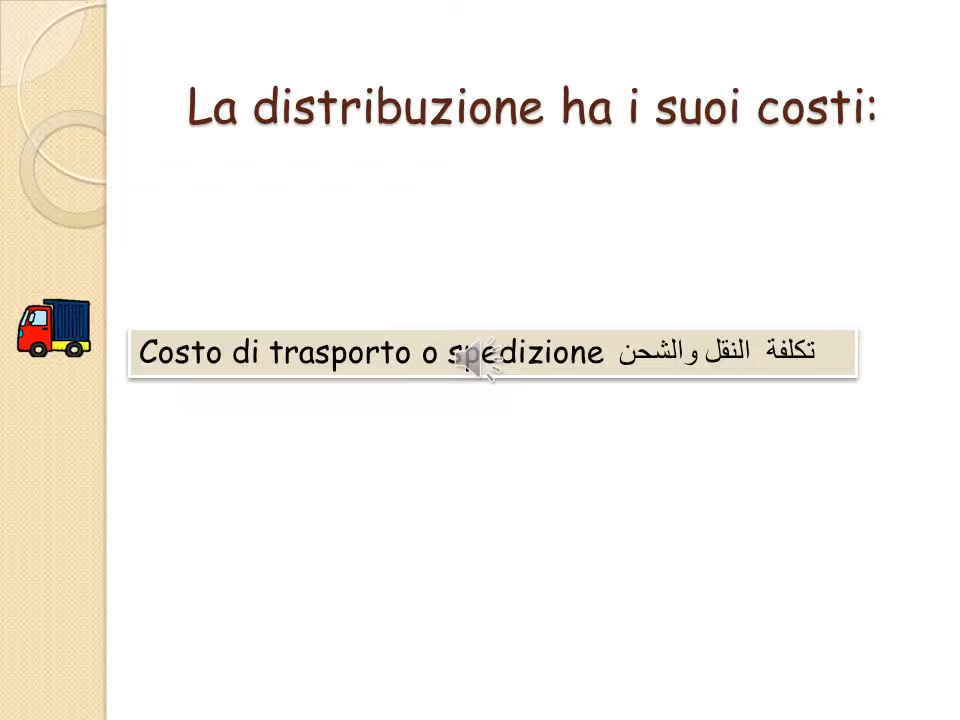 La distribuzione ha i suoi costi:
Costo di trasporto o spedizione تكلفة النقل والشحن